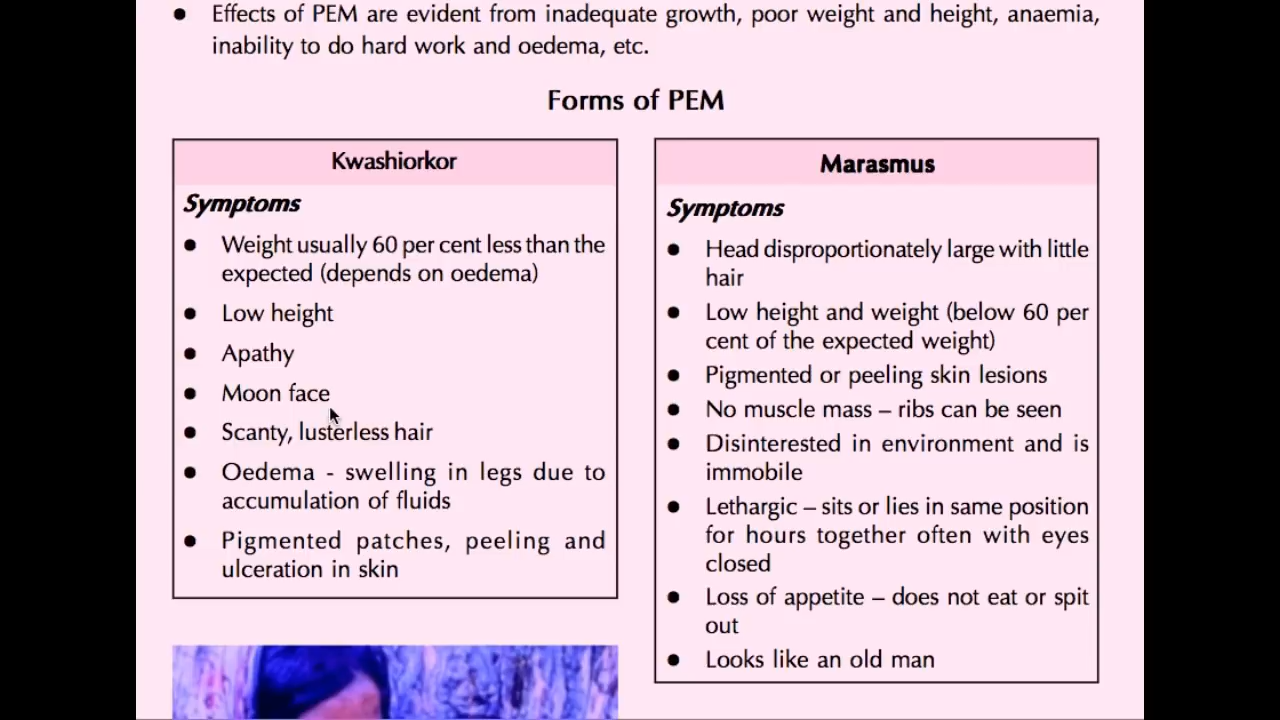 ● Effects of PEM are evident from inadequate growth, poor weight and height, anaemia,
inability to do hard work and oedema, etc.
Forms of PEM
Kwashiorkor
Symptoms
● Weight usually 60 per cent less than the
expected (depends on oedema)
● Low height
● Apathy
● Moon face
● Scanty, lusterless hair
● Oedema - swelling in legs due to
accumulation of fluids
● Pigmented patches, peeling and
ulceration in skin
Marasmus
Symptoms
● Head disproportionately large with little
hair
● Low height and weight (below 60 per
cent of the expected weight)
● Pigmented or peeling skin lesions
● No muscle mass – ribs can be seen
● Disinterested in environment and is
immobile
● Lethargic – sits or lies in same position
for hours together often with eyes
closed
● Loss of appetite – does not eat or spit
out
● Looks like an old man